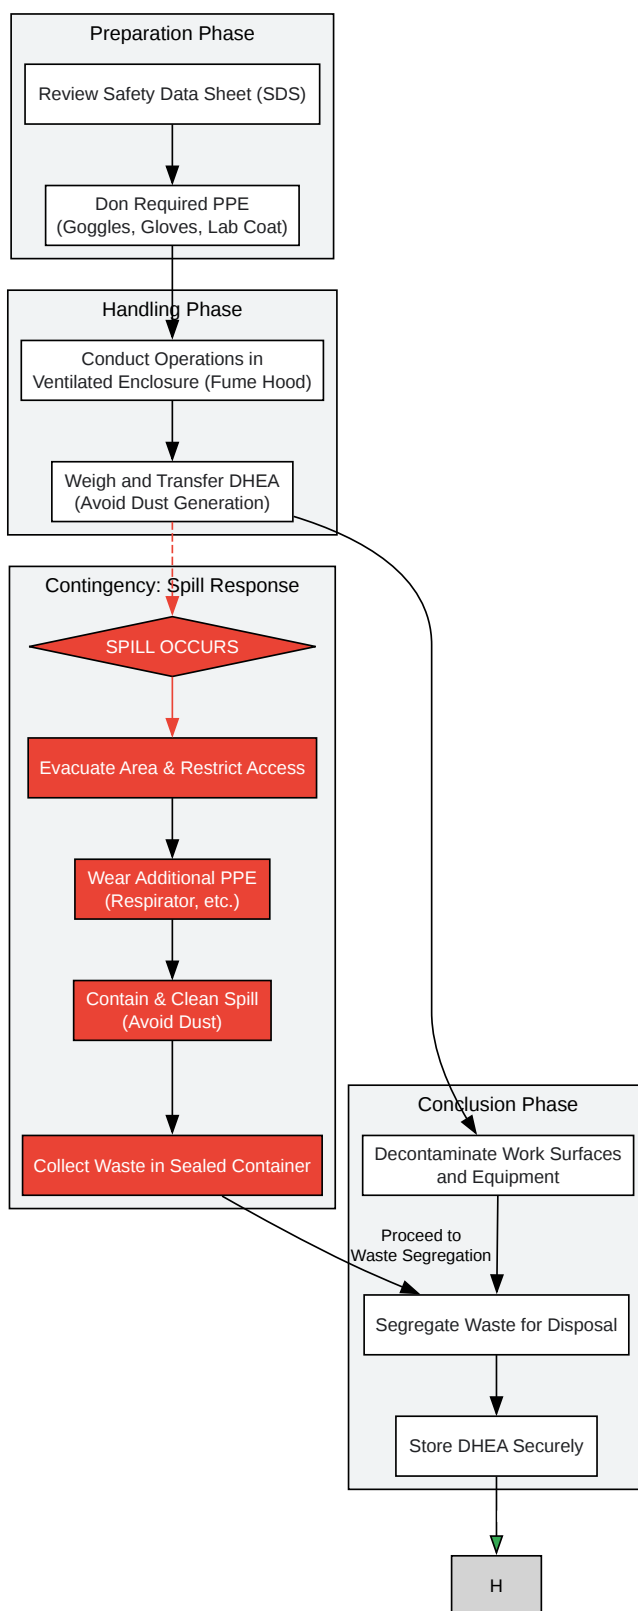 Preparation Phase
Review Safety Data Sheet (SDS)
Don Required PPE
(Goggles, Gloves, Lab Coat)
Handling Phase
Conduct Operations in
Ventilated Enclosure (Fume Hood)
Weigh and Transfer DHEA
(Avoid Dust Generation)
Contingency: Spill Response
SPILL OCCURS
Evacuate Area & Restrict Access
Wear Additional PPE
(Respirator, etc.)
Contain & Clean Spill
(Avoid Dust)
Collect Waste in Sealed Container
Conclusion Phase
Decontaminate Work Surfaces
and Equipment
Proceed to
Waste Segregation
Segregate Waste for Disposal
Store DHEA Securely
H